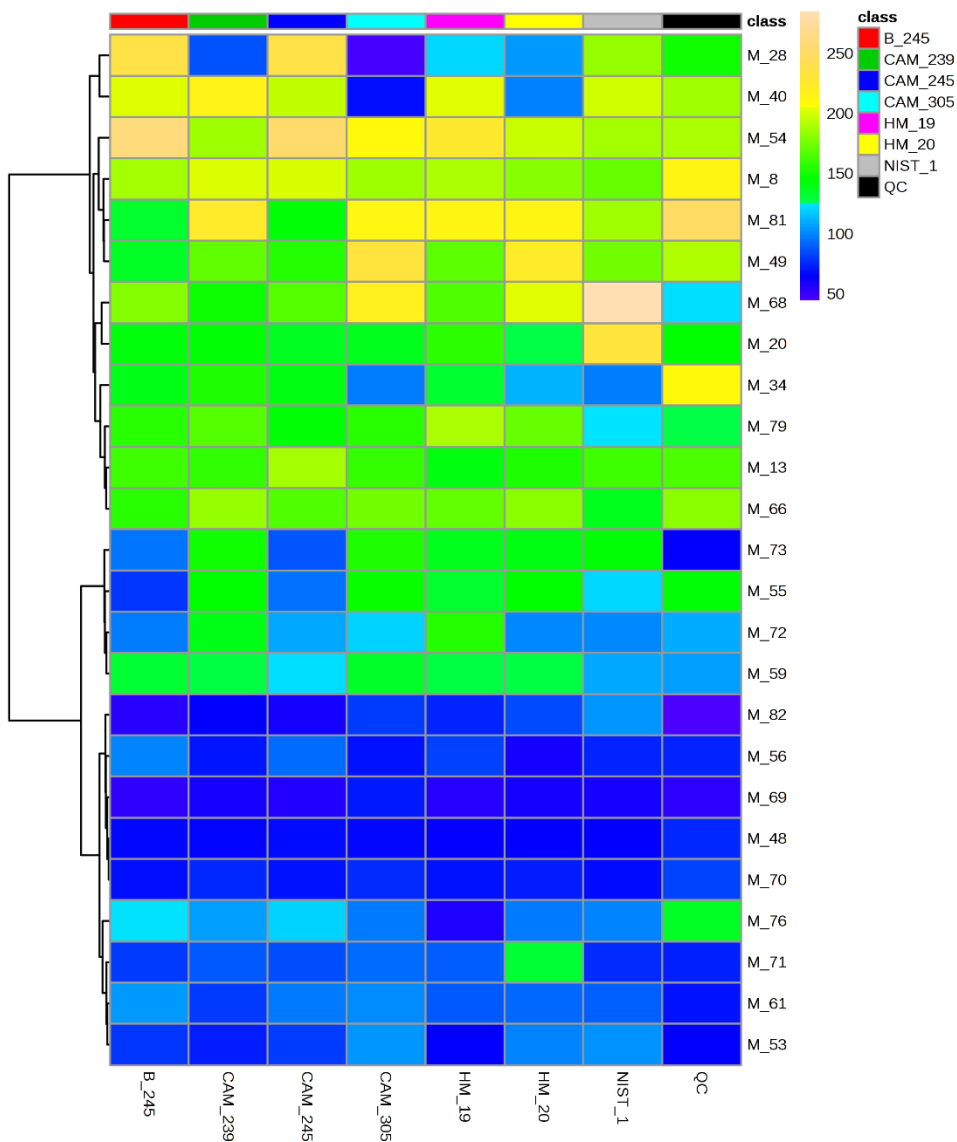 class
M_28
M_40
M_54
M_8
M_81
M_49
M_68
M_20
M_34
M_79
M_13
M_66
M_73
M_55
M_72
M_59
M_82
M_56
M_69
M_48
M_70
M_76
M_71
M_61
M_53
B_245
CAM_239
CAM_245
CAM_305
HM_19
HM_20
NIST_1
QC
250
200
150
100
50
class
B_245
CAM_239
CAM_245
CAM_305
HM_19
HM_20
NIST_1
QC